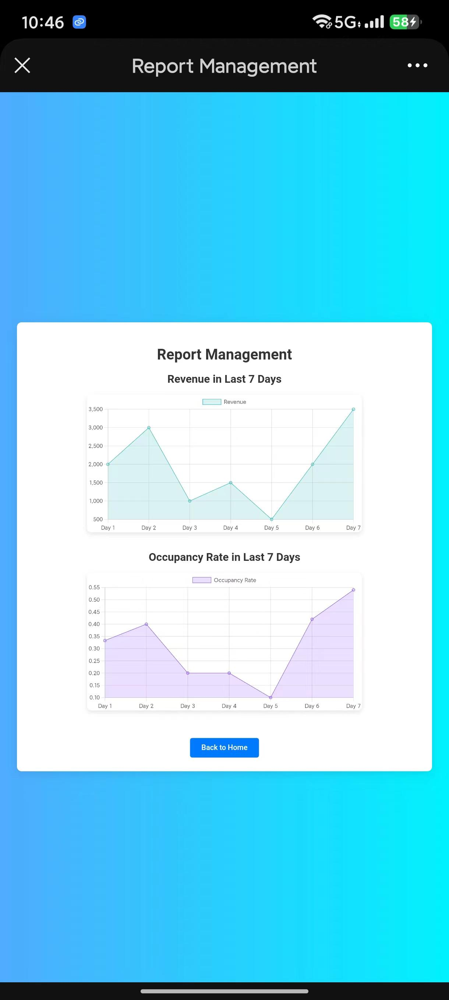 10:46 5G 58
Report Management
Report Management
Revenue in Last 7 Days
Revenue
3,500
3,000
2,500
2,000
1,500
1,000
500
Day 1 Day 2 Day 3 Day 4 Day 5 Day 6 Day 7
Occupancy Rate in Last 7 Days
Occupancy Rate
0.55
0.50
0.45
0.40
0.35
0.30
0.25
0.20
0.15
0.10
Day 1 Day 2 Day 3 Day 4 Day 5 Day 6 Day 7
Back to Home